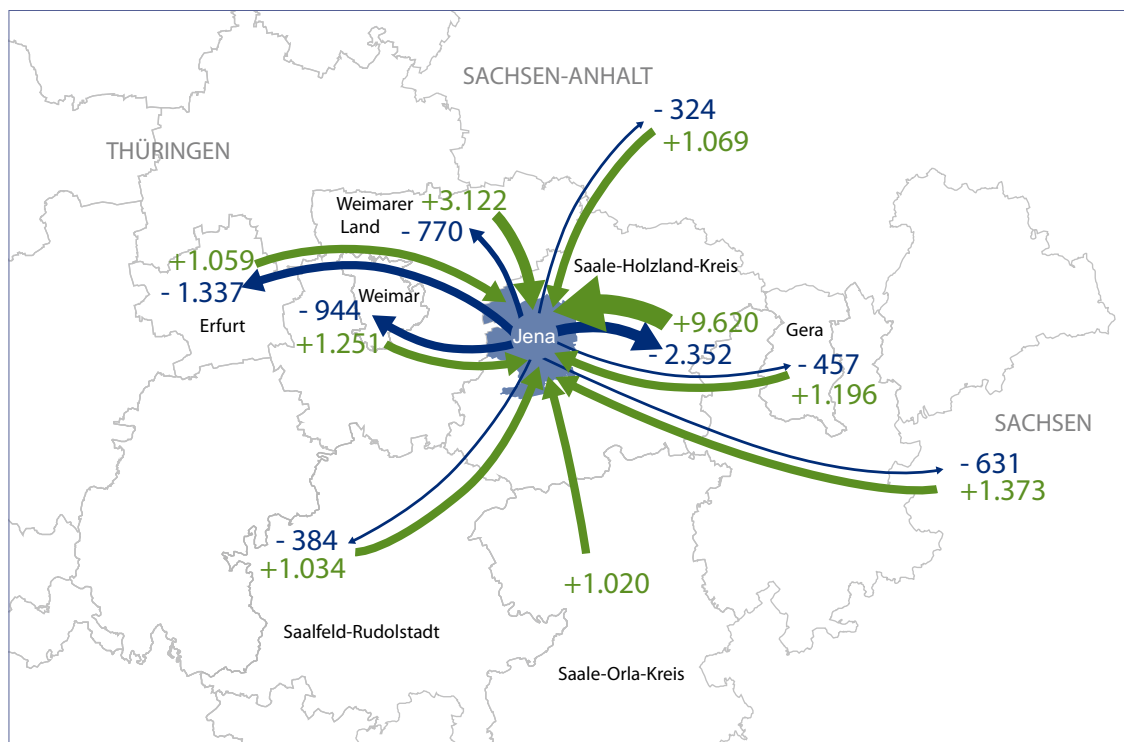 SACHSEN-ANHALT
- 324
+1.069
THÜRINGEN
Weimarer
Land
+3.122
- 770
+1.059
- 1.337
Erfurt
Weimar
- 944
+1.251
Saale-Holzland-Kreis
Jena
+9.620
- 2.352
Gera
- 457
+1.196
SACHSEN
- 631
+1.373
- 384
+1.034
+1.020
Saalfeld-Rudolstadt
Saale-Orla-Kreis